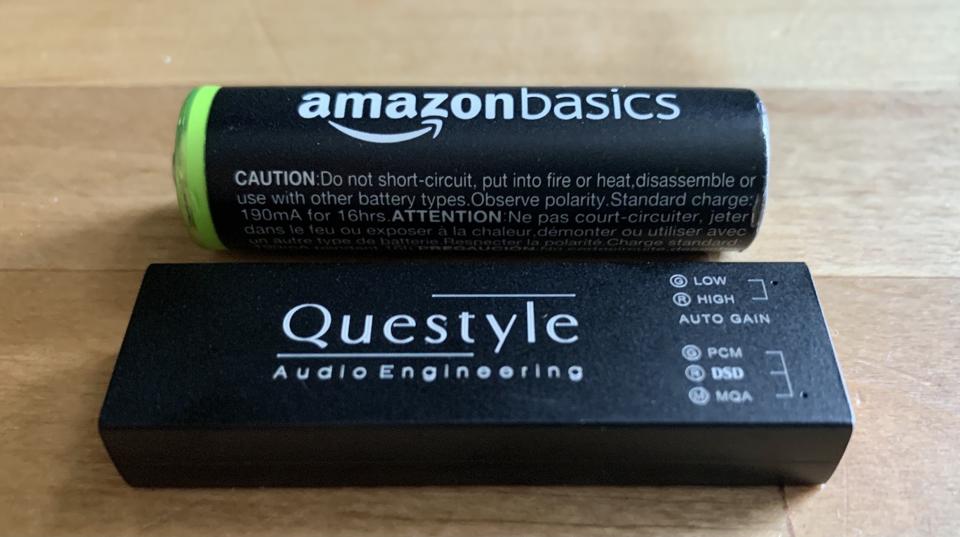 amazonbasics
CAUTION:Do not short-circuit, put into fire or heat,disassemble or
use with other battery types.Observe polarity.Standard charge:
190mA for 16hrs.ATTENTION:Ne pas court-circuiter, jeter
dans le feu ou exposer à la chaleur,démonter ou utiliser avec
un autre type de batterie.Respecter la polarité.Charge standard
Questyle
Audio Engineering
G LOW
R HIGH
AUTO GAIN
G PCM
R DSD
M MQA